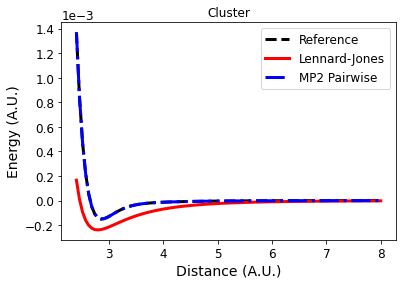 Cluster
1e−3
1.4
1.2
1.0
0.8
0.6
0.4
0.2
0.0
−0.2
Energy (A.U.)
Reference
Lennard-Jones
MP2 Pairwise
3 4 5 6 7 8
Distance (A.U.)